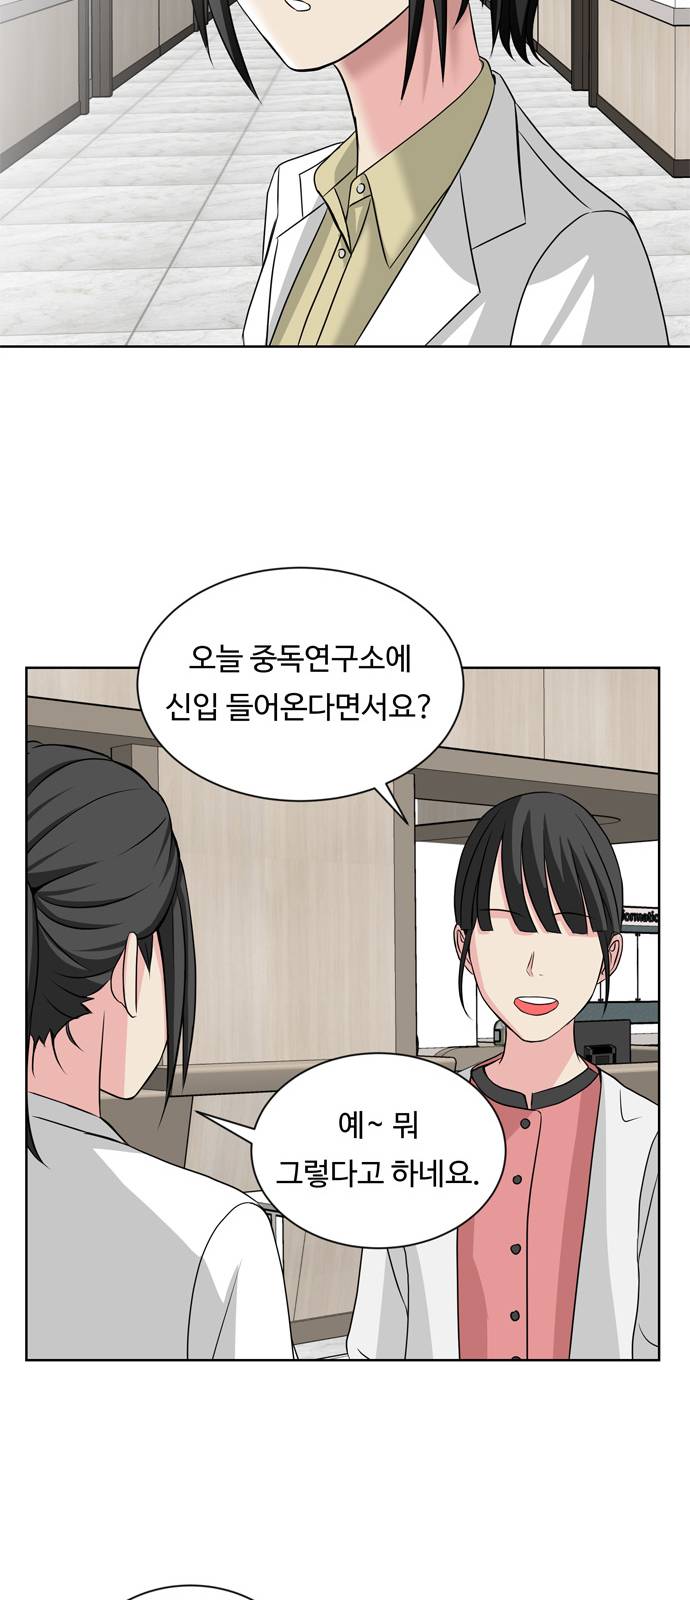 오늘 중독연구소에
신입 들어온다면서요?
formatio
예~ 뭐
그렇다고 하네요.